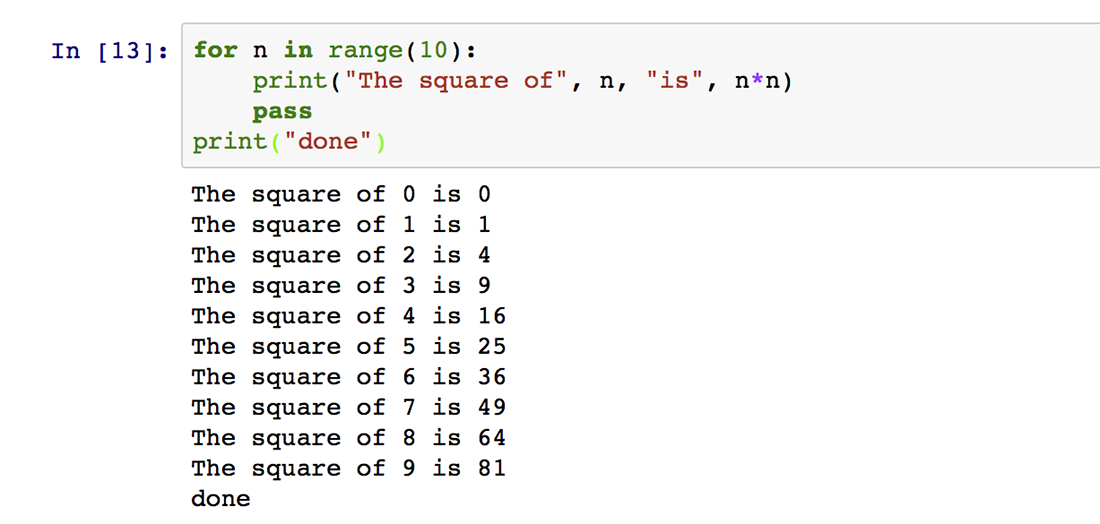 In [13]: for n in range(10):
    print("The square of", n, "is", n*n)
    pass
print("done")
The square of 0 is 0
The square of 1 is 1
The square of 2 is 4
The square of 3 is 9
The square of 4 is 16
The square of 5 is 25
The square of 6 is 36
The square of 7 is 49
The square of 8 is 64
The square of 9 is 81
done